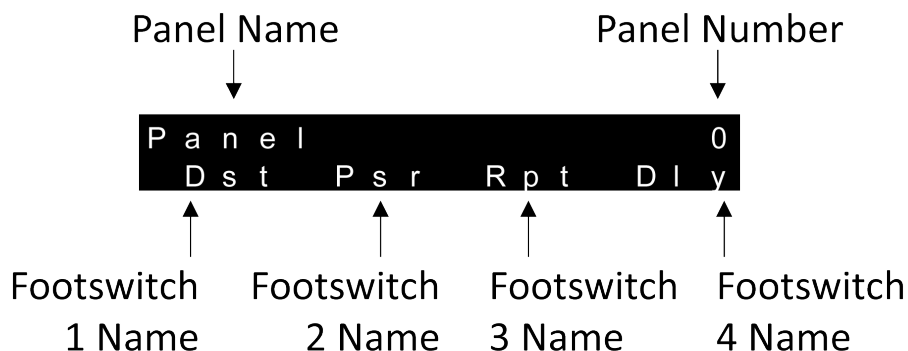 Panel Name Panel Number
Panel 0
Dst Psr Rpt Dly
Footswitch Footswitch Footswitch Footswitch
1 Name 2 Name 3 Name 4 Name